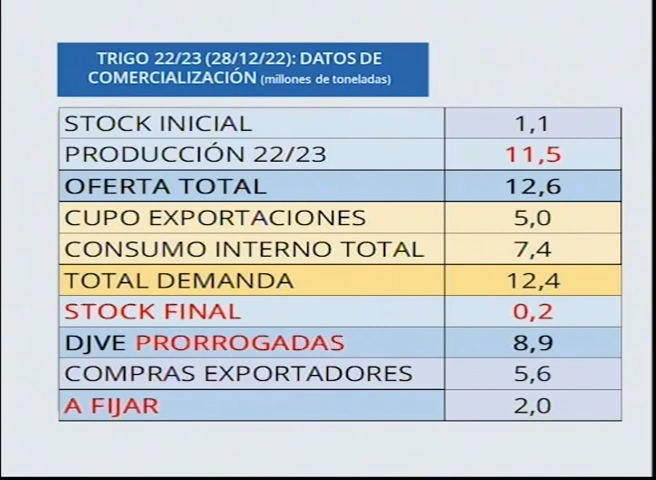 TRIGO 22/23 (28/12/22): DATOS DE
COMERCIALIZACIÓN (millones de toneladas)
STOCK INICIAL 1,1
PRODUCCIÓN 22/23 11,5
OFERTA TOTAL 12,6
CUPO EXPORTACIONES 5,0
CONSUMO INTERNO TOTAL 7,4
TOTAL DEMANDA 12,4
STOCK FINAL 0,2
DJVE PRORROGADAS 8,9
COMPRAS EXPORTADORES 5,6
A FIJAR 2,0